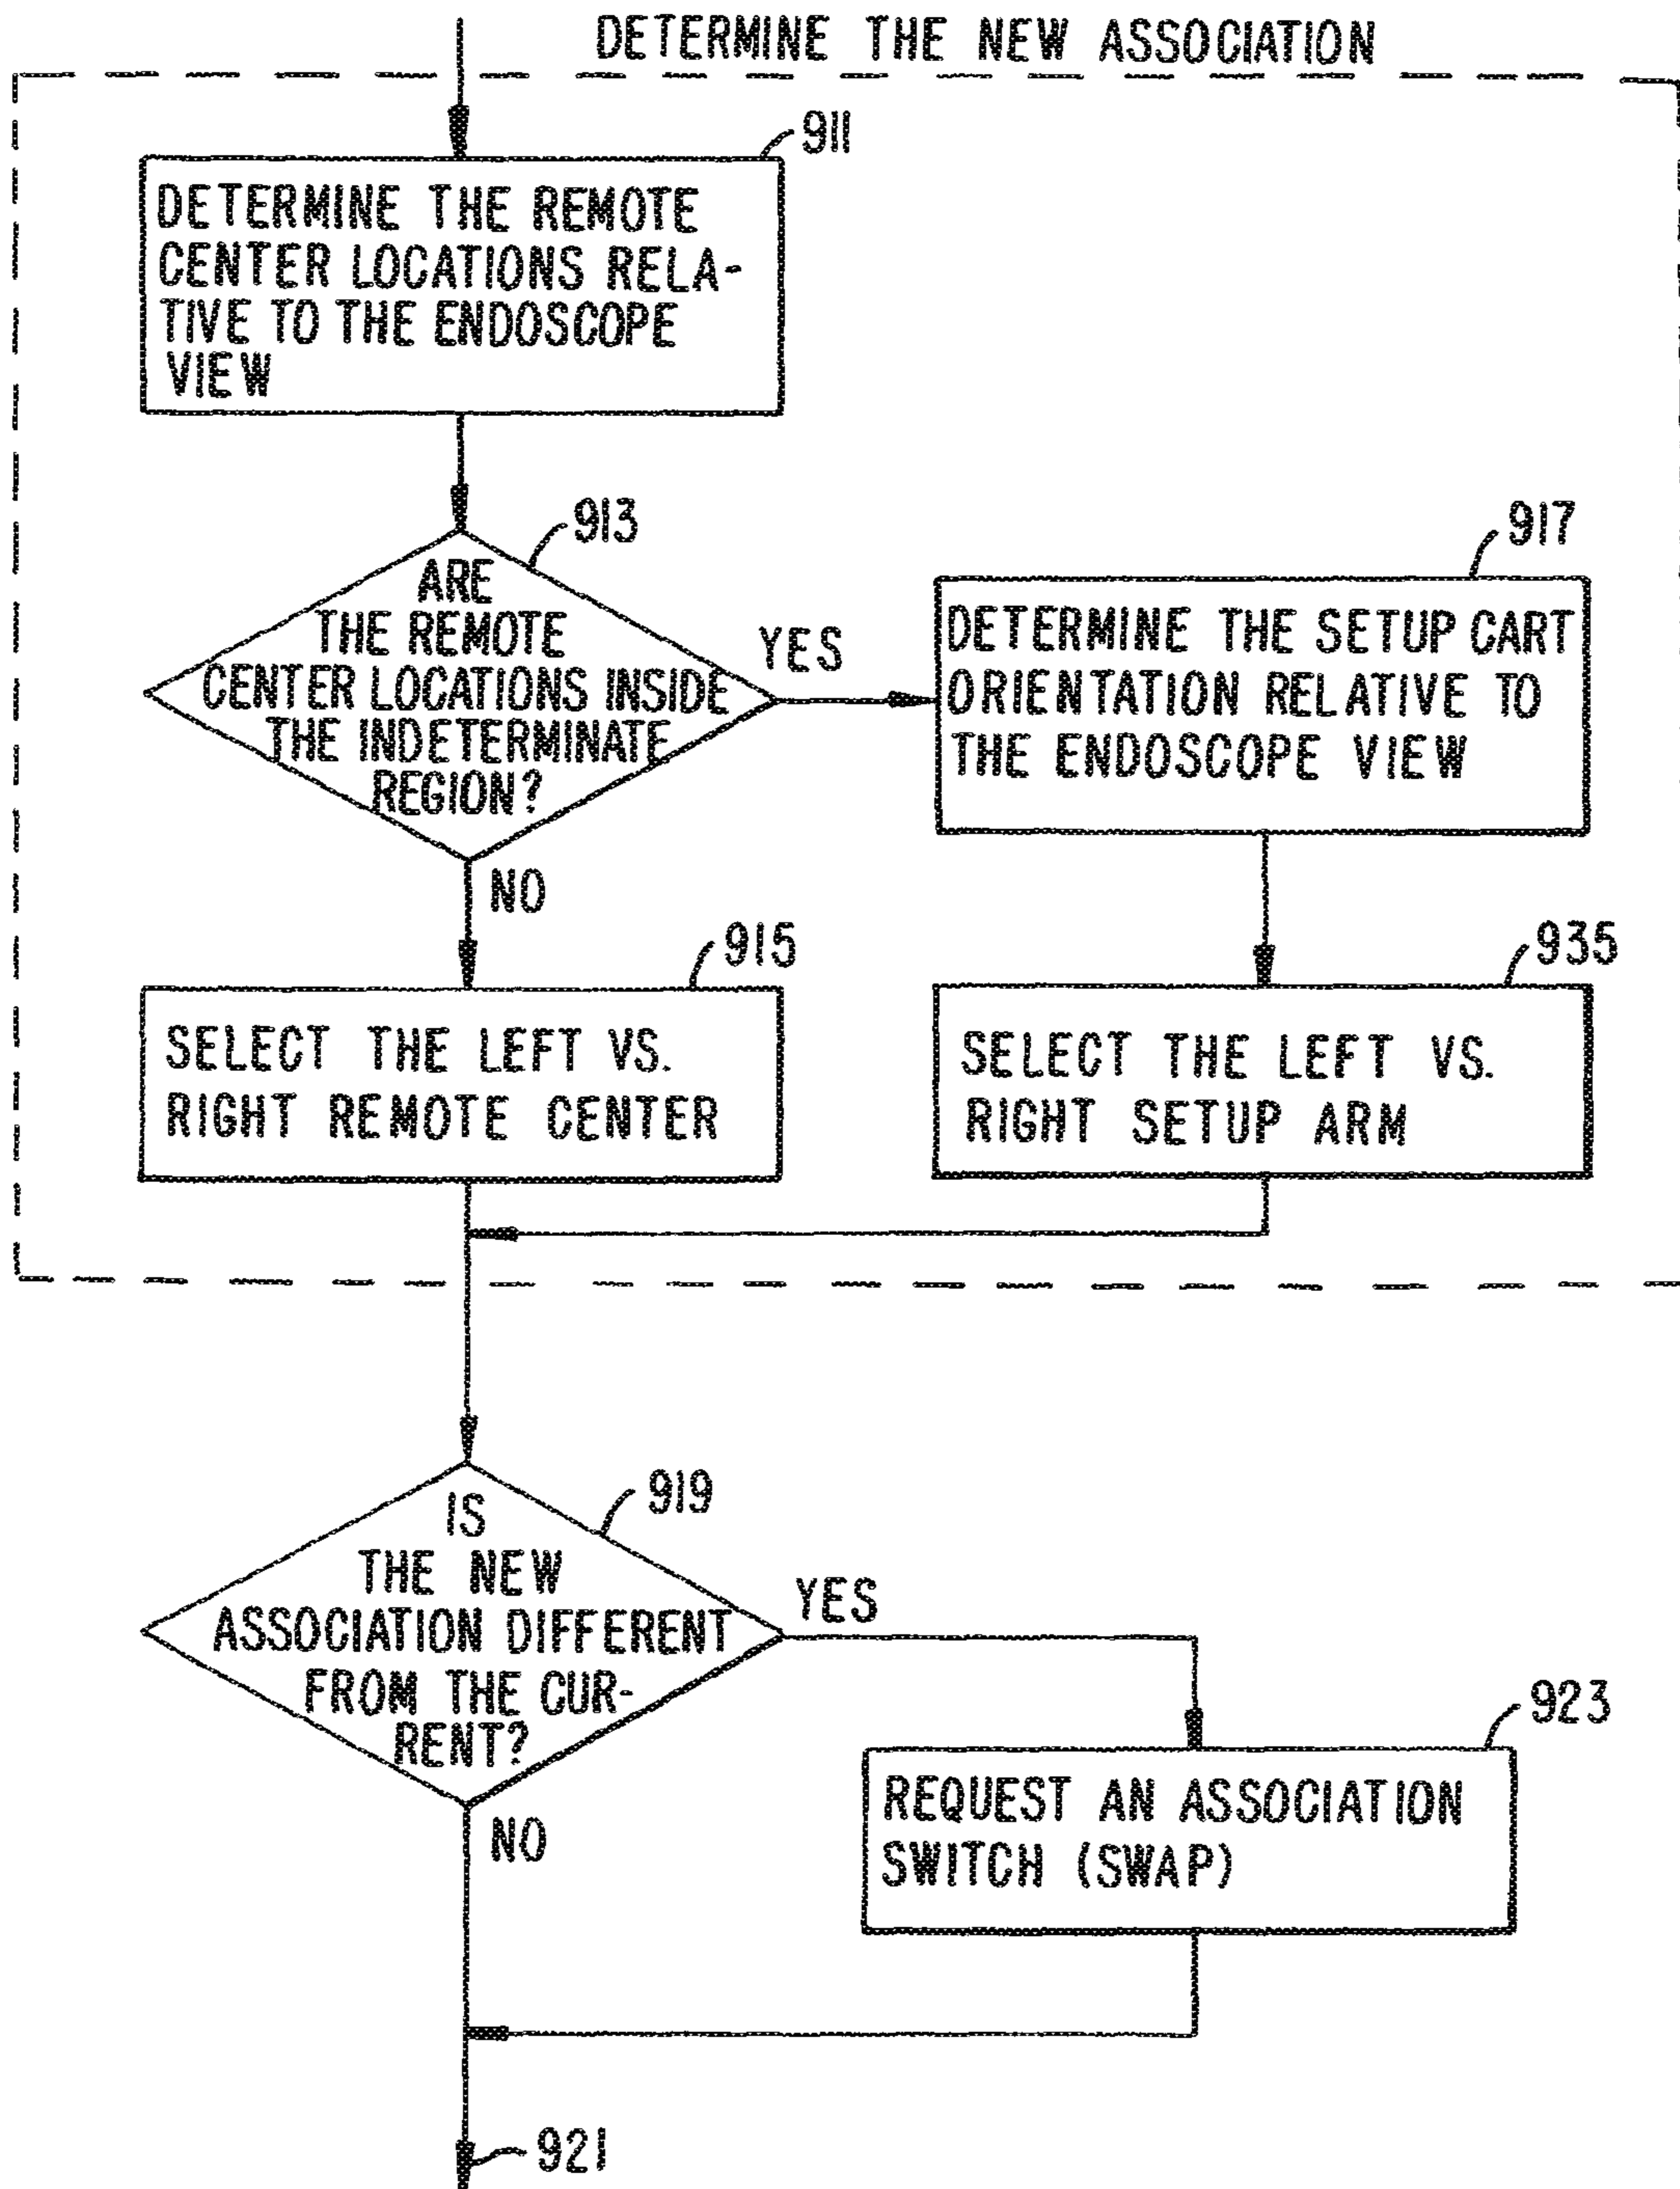 DETERMINE THE NEW ASSOCIATION
911
DETERMINE THE REMOTE
CENTER LOCATIONS RELA-
TIVE TO THE ENDOSCOPE
VIEW
913
ARE
THE REMOTE
CENTER LOCATIONS INSIDE
THE INDETERMINATE
REGION?
YES
917
DETERMINE THE SETUP CART
ORIENTATION RELATIVE TO
THE ENDOSCOPE VIEW
NO
915
SELECT THE LEFT VS.
RIGHT REMOTE CENTER
935
SELECT THE LEFT VS.
RIGHT SETUP ARM
919
IS
THE NEW
ASSOCIATION DIFFERENT
FROM THE CUR-
RENT?
YES
923
REQUEST AN ASSOCIATION
SWITCH (SWAP)
NO
921